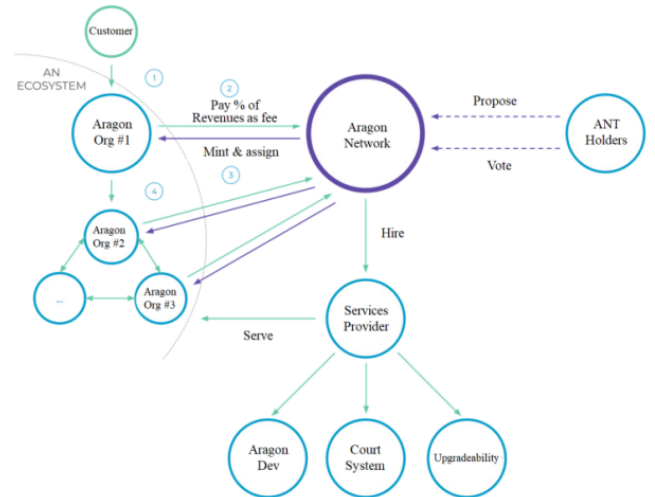 Customer
AN
ECOSYSTEM
1
2
Pay % of
Revenues as fee
Aragon
Org #1
Mint & assign
Aragon
Network
Propose
Vote
ANT
Holders
3
4
Aragon
Org #2
...
Aragon
Org #3
Hire
Serve
Services
Provider
Aragon
Dev
Court
System
Upgradeability